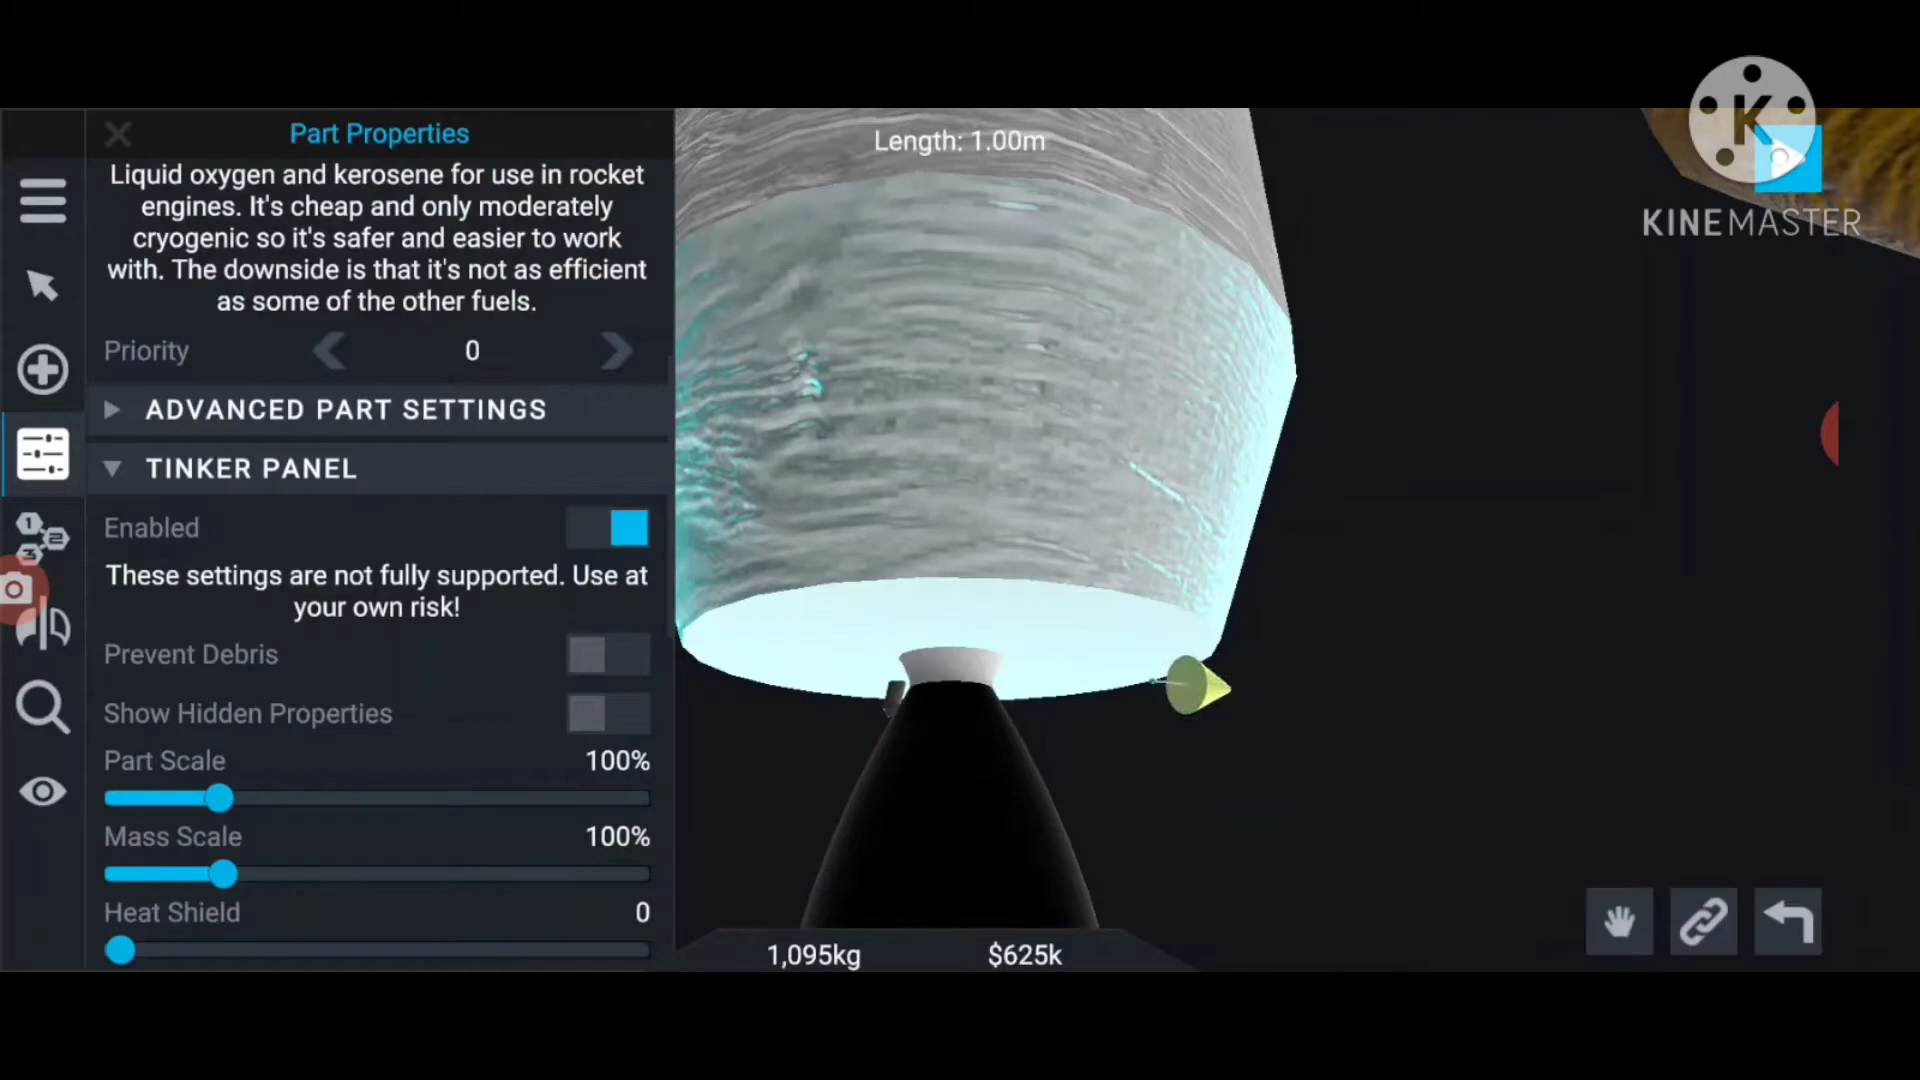 Part Properties
Liquid oxygen and kerosene for use in rocket
engines. It's cheap and only moderately
cryogenic so it's safer and easier to work
with. The downside is that it's not as efficient
as some of the other fuels.
Priority 0
ADVANCED PART SETTINGS
TINKER PANEL
Enabled
These settings are not fully supported. Use at
your own risk!
Prevent Debris
Show Hidden Properties
Part Scale 100%
Mass Scale 100%
Heat Shield 0
1
2
3
Length: 1.00m
1,095kg $625k
K
KINEMASTER